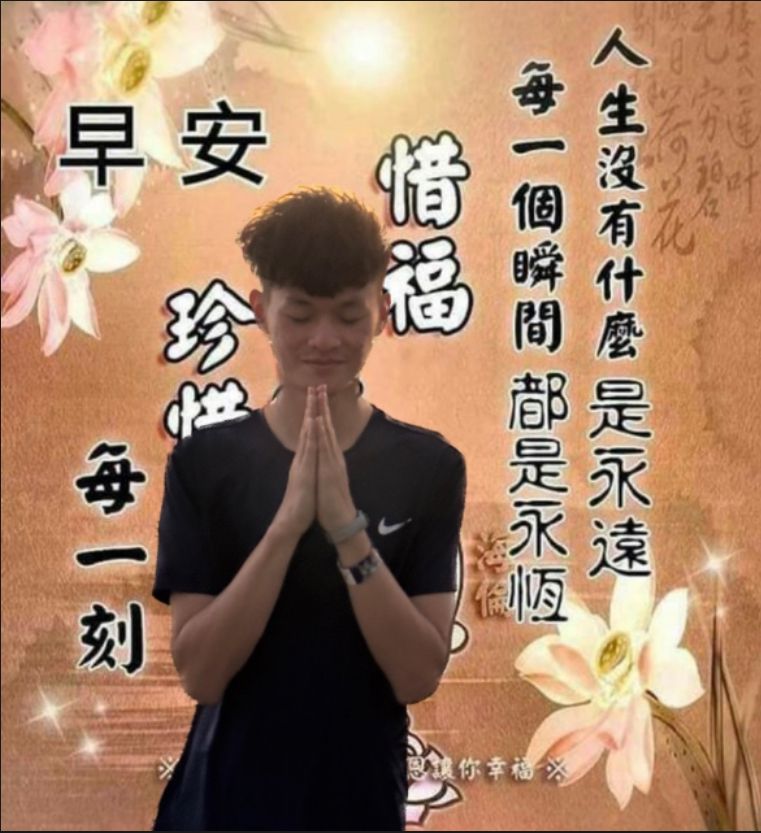 人生沒有什麼是永遠
每一個瞬間都是永恆
惜福
早安
珍惜
每一刻
海倫
※ 恩讓你幸福 ※